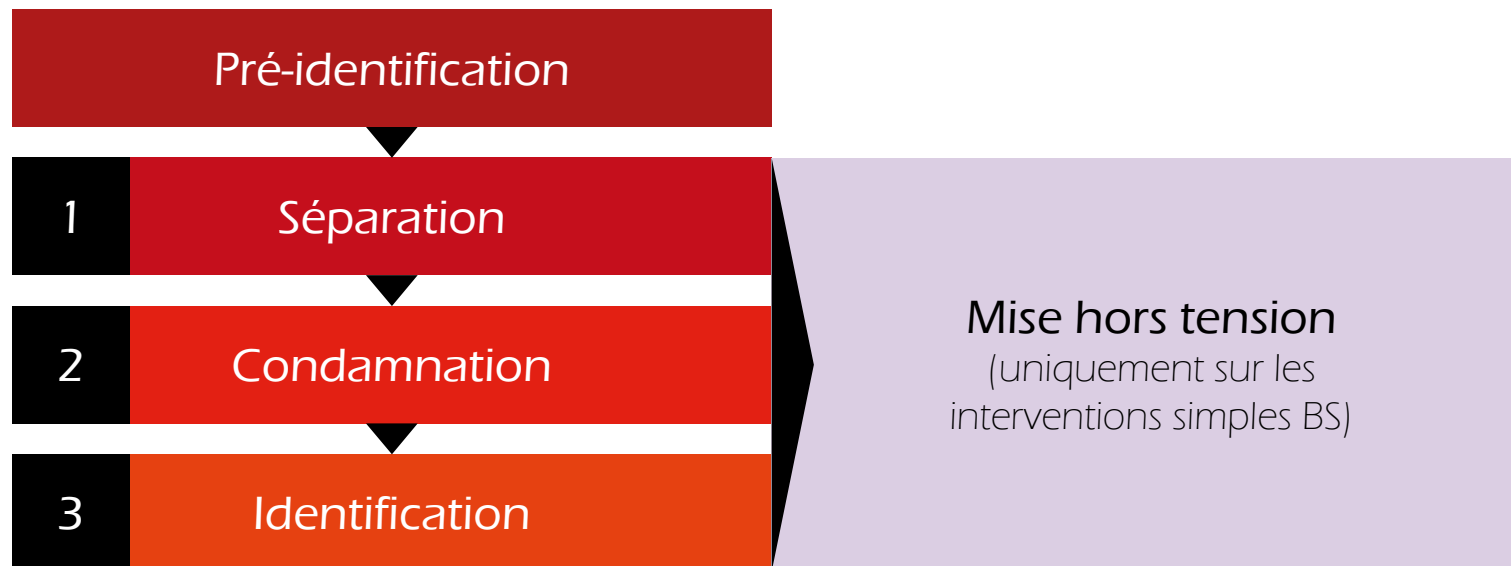 Pré-identification
1 Séparation
2 Condamnation
3 Identification
Mise hors tension
(uniquement sur les
interventions simples BS)